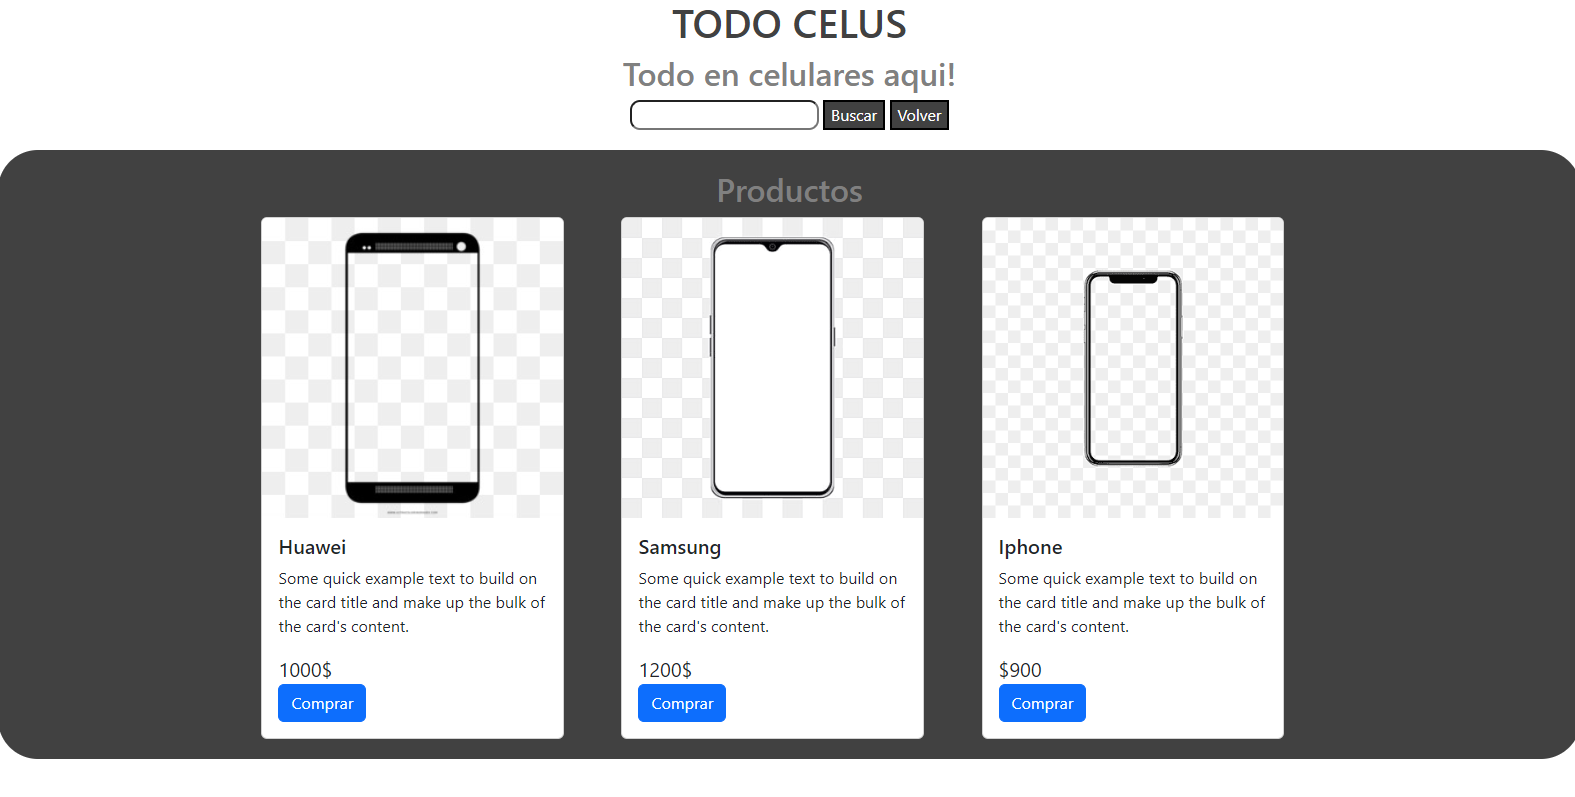 TODO CELUS
Todo en celulares aqui!
Buscar Volver
Productos
Huawei
Some quick example text to build on
the card title and make up the bulk of
the card's content.
1000$
Comprar
Samsung
Some quick example text to build on
the card title and make up the bulk of
the card's content.
1200$
Comprar
Iphone
Some quick example text to build on
the card title and make up the bulk of
the card's content.
$900
Comprar